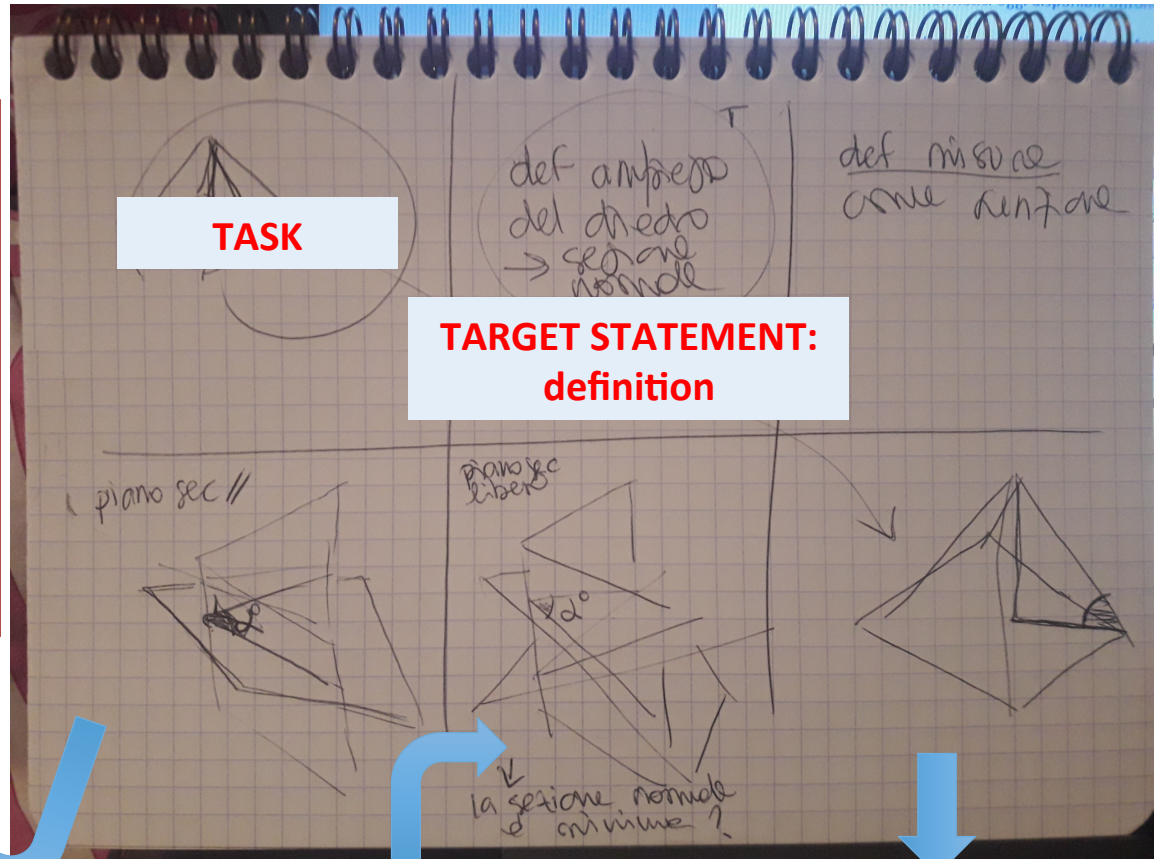 TASK
def ampiezza
del diedro
→ sezione
normale
T
def misura
come
TARGET STATEMENT:
definition
piano sec //
α°
piano sec
libero
α°
la sezione normale
è minima?